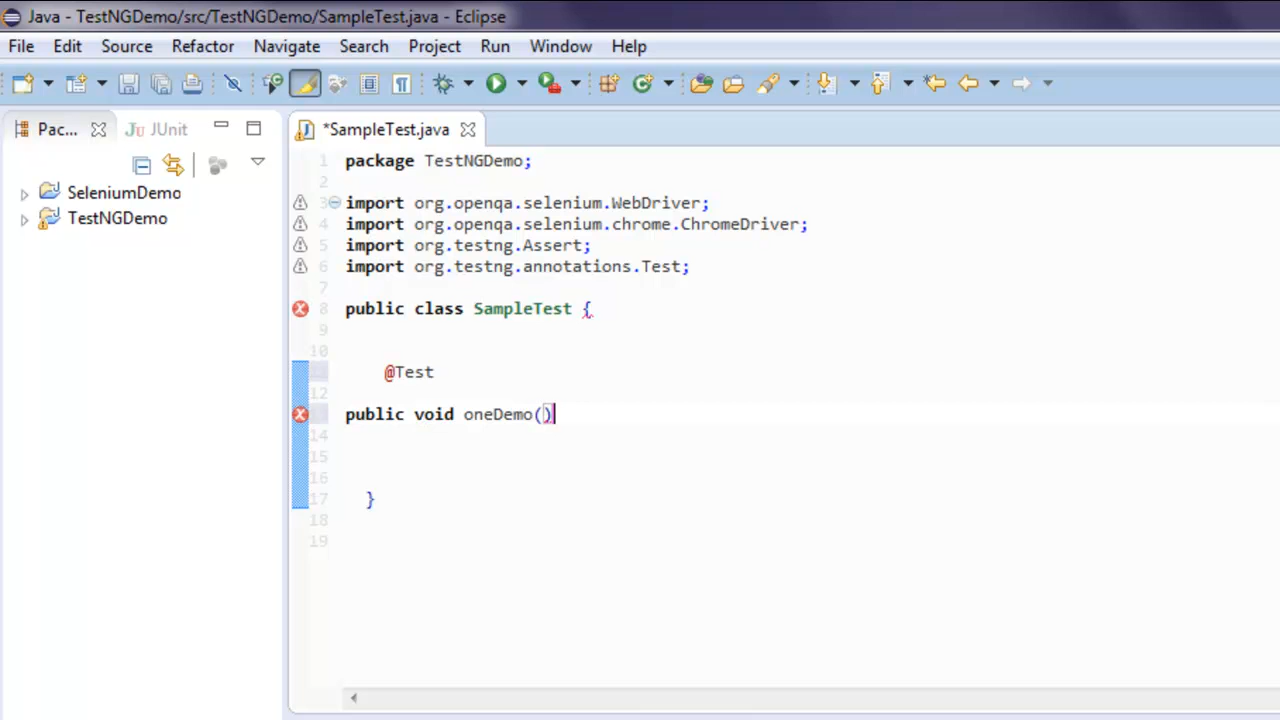 Java - TestNGDemo/src/TestNGDemo/SampleTest.java - Eclipse
File Edit Source Refactor Navigate Search Project Run Window Help
Pac... JUnit *SampleTest.java
SeleniumDemo
TestNGDemo
1 package TestNGDemo;
2
3 import org.openqa.selenium.WebDriver;
4 import org.openqa.selenium.chrome.ChromeDriver;
5 import org.testng.Assert;
6 import org.testng.annotations.Test;
7
8 public class SampleTest {
9
10
11 @Test
12
13 public void oneDemo()
14
15
16
17 }
18
19